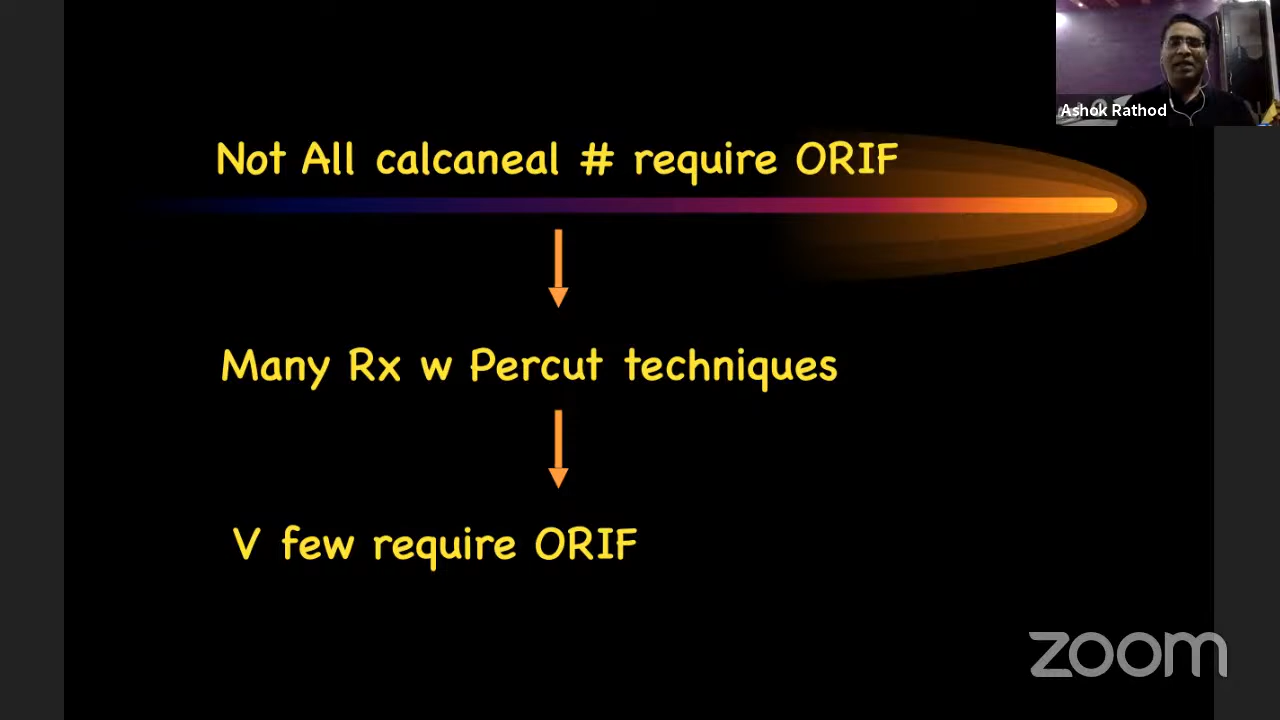 Ashok Rathod
Not All calcaneal # require ORIF
Many Rx w Percut techniques
V few require ORIF
zoom